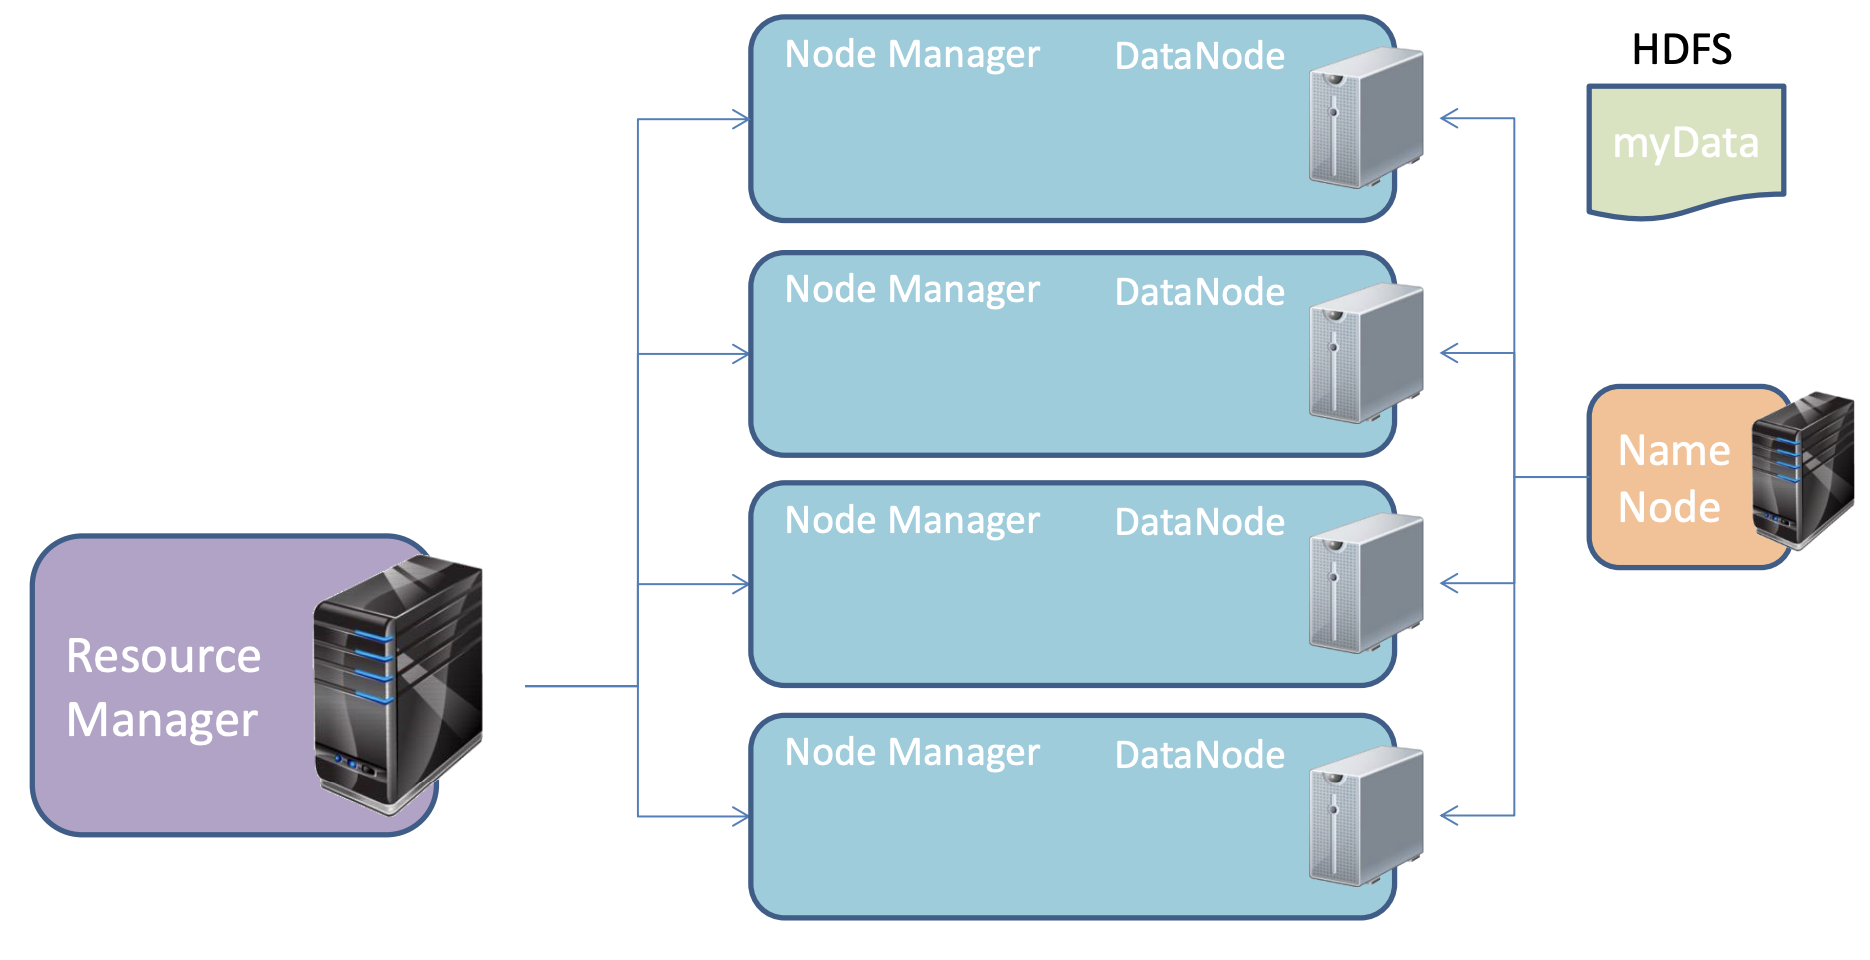 Node Manager DataNode
HDFS
myData
Node Manager DataNode
Name
Node
Node Manager DataNode
Resource
Manager
Node Manager DataNode